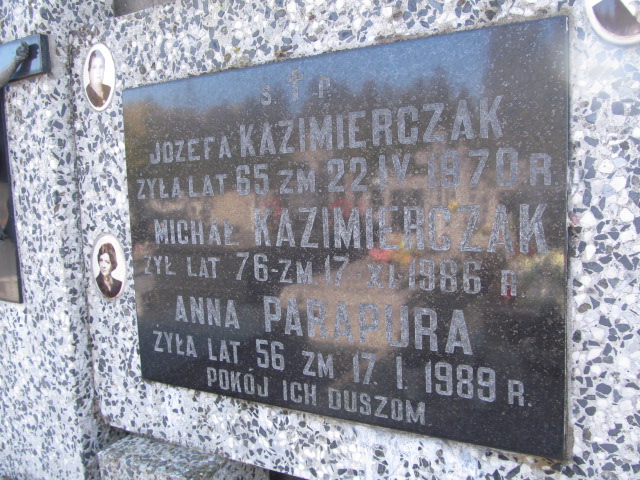 Ś † P
JÓZEFA KAZIMIERCZAK
ŻYŁA LAT 65 ZM. 22 IV 1970 R.
MICHAŁ KAZIMIERCZAK
ŻYŁ LAT 76 - ZM 17 XI 1986 R.
ANNA PARAPURA
ŻYŁA LAT 56 ZM 17. I. 1989 R.
POKÓJ ICH DUSZOM.